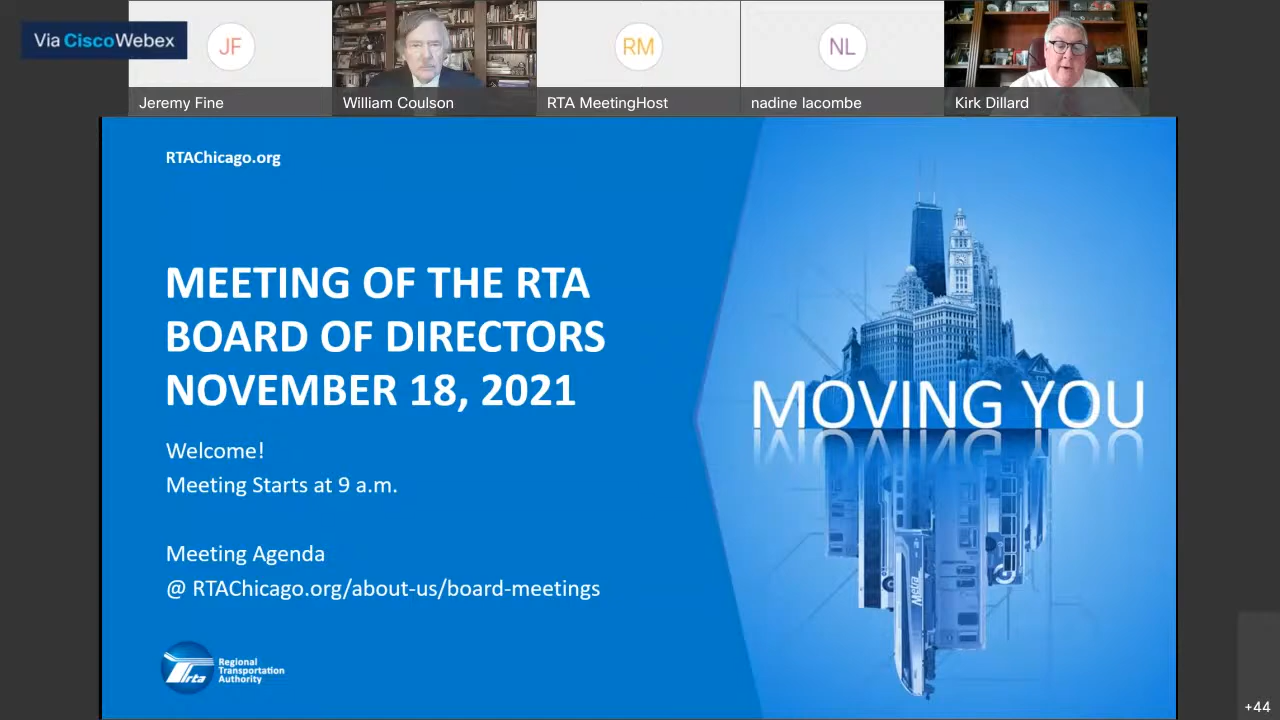 Via CiscoWebex
JF
RM
NL
Jeremy Fine
William Coulson
RTA MeetingHost
nadine lacombe
Kirk Dillard
RTAChicago.org
MEETING OF THE RTA
BOARD OF DIRECTORS
NOVEMBER 18, 2021
Welcome!
Meeting Starts at 9 a.m.
Meeting Agenda
@ RTAChicago.org/about-us/board-meetings
MOVING YOU
Metra
rta
Regional
Transportation
Authority
+44